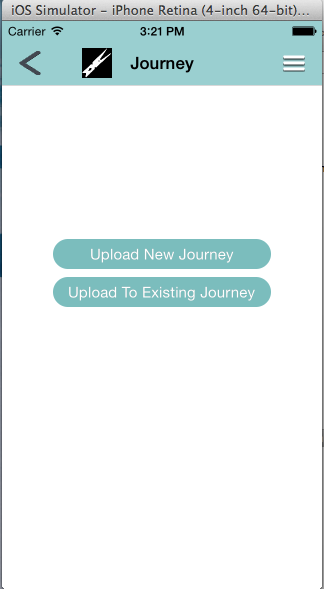 iOS Simulator – iPhone Retina (4-inch 64-bit)...
Carrier 3:21 PM
Journey
Upload New Journey
Upload To Existing Journey